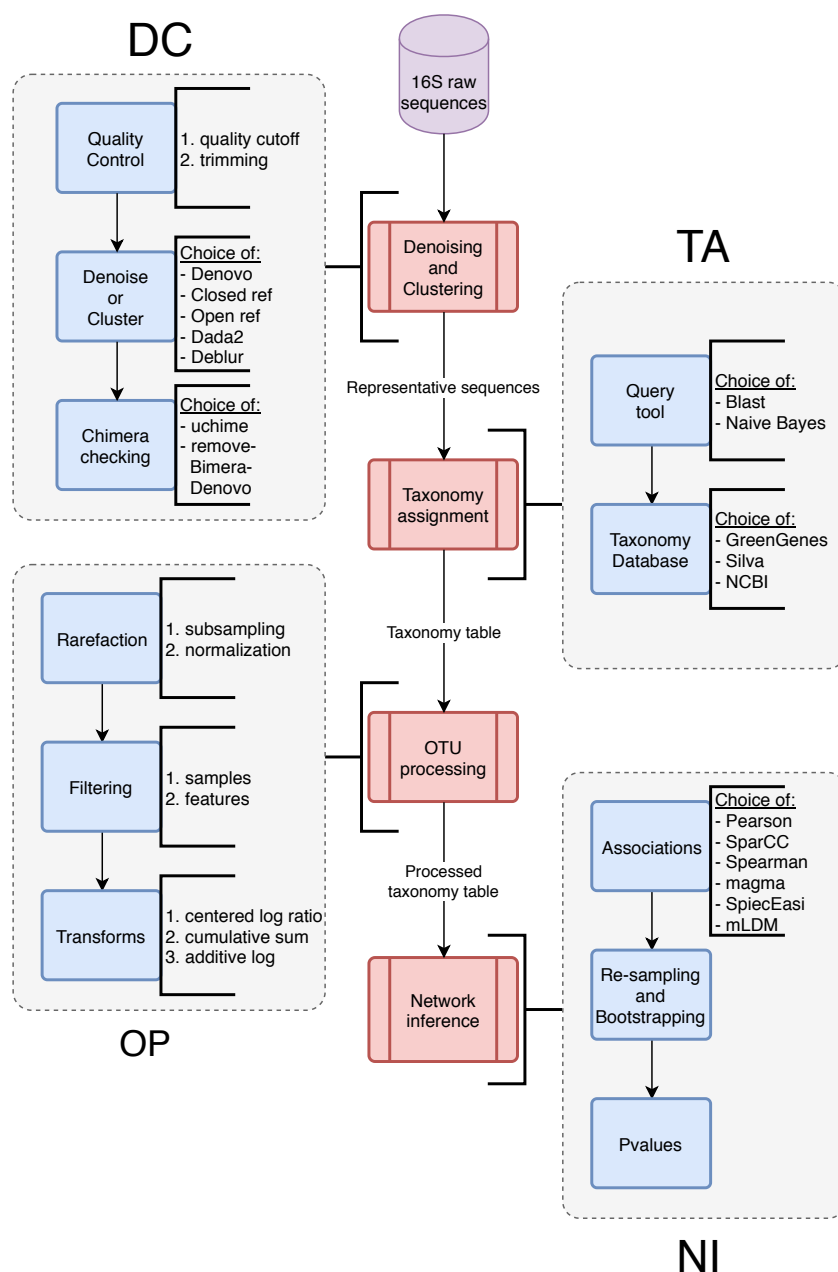 DC
16S raw
sequences
Quality
Control
1. quality cutoff
2. trimming
Denoise
or
Cluster
Choice of:
- Denovo
- Closed ref
- Open ref
- Dada2
- Deblur
Chimera
checking
Choice of:
- uchime
- remove-
Bimera-
Denovo
Denoising
and
Clustering
Representative sequences
TA
Query
tool
Choice of:
- Blast
- Naive Bayes
Taxonomy
Database
Choice of:
- GreenGenes
- Silva
- NCBI
Taxonomy
assignment
Taxonomy table
Rarefaction
1. subsampling
2. normalization
Filtering
1. samples
2. features
Transforms
1. centered log ratio
2. cumulative sum
3. additive log
OP
OTU
processing
Processed
taxonomy table
Network
inference
Associations
Choice of:
- Pearson
- SparCC
- Spearman
- magma
- SpiecEasi
- mLDM
Re-sampling
and
Bootstrapping
Pvalues
NI